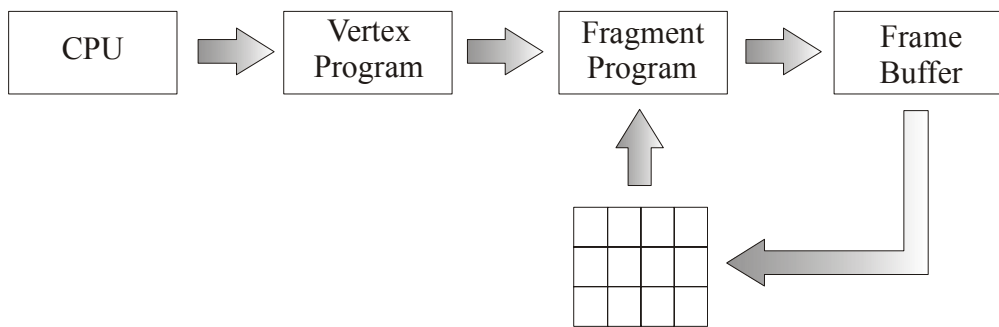 CPU
Vertex
Program
Fragment
Program
Frame
Buffer